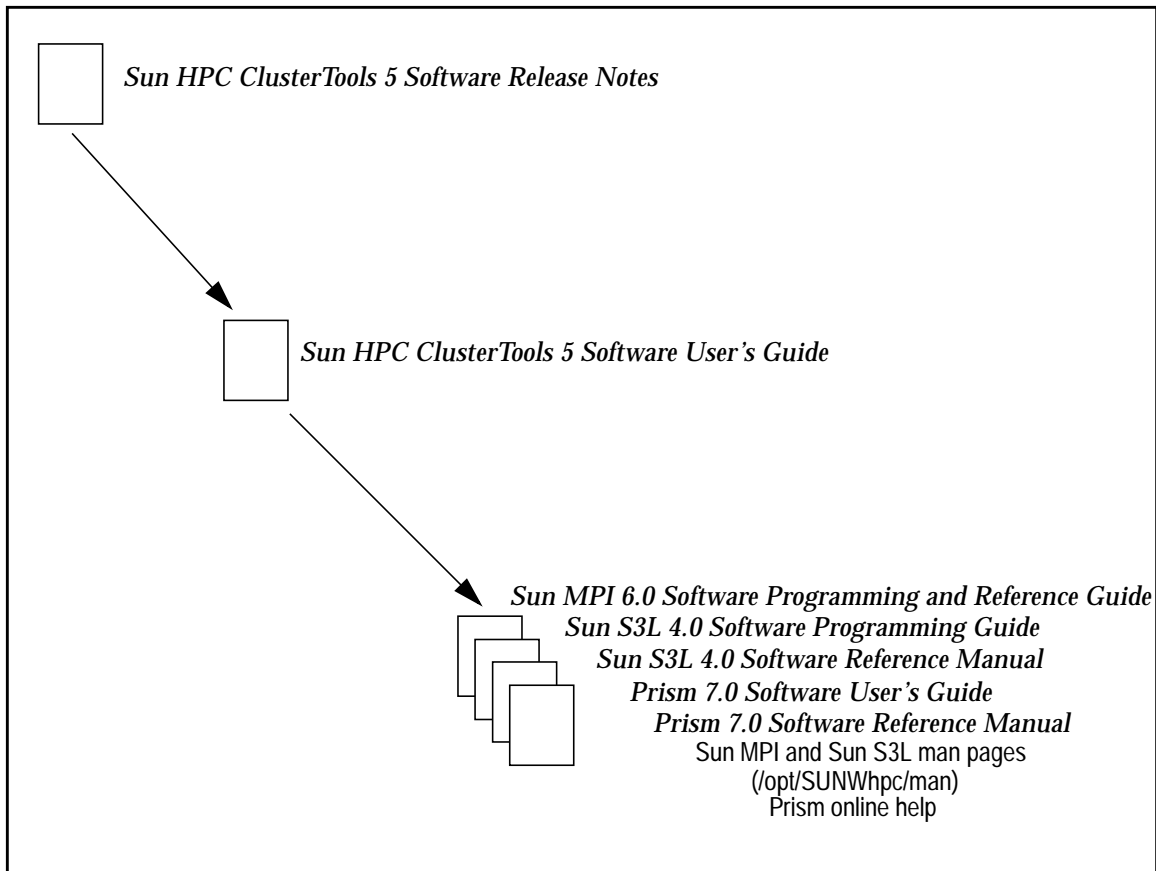 Sun HPC ClusterTools 5 Software Release Notes
Sun HPC ClusterTools 5 Software User's Guide
Sun MPI 6.0 Software Programming and Reference Guide
Sun S3L 4.0 Software Programming Guide
Sun S3L 4.0 Software Reference Manual
Prism 7.0 Software User's Guide
Prism 7.0 Software Reference Manual
Sun MPI and Sun S3L man pages
(/opt/SUNWhpc/man)
Prism online help